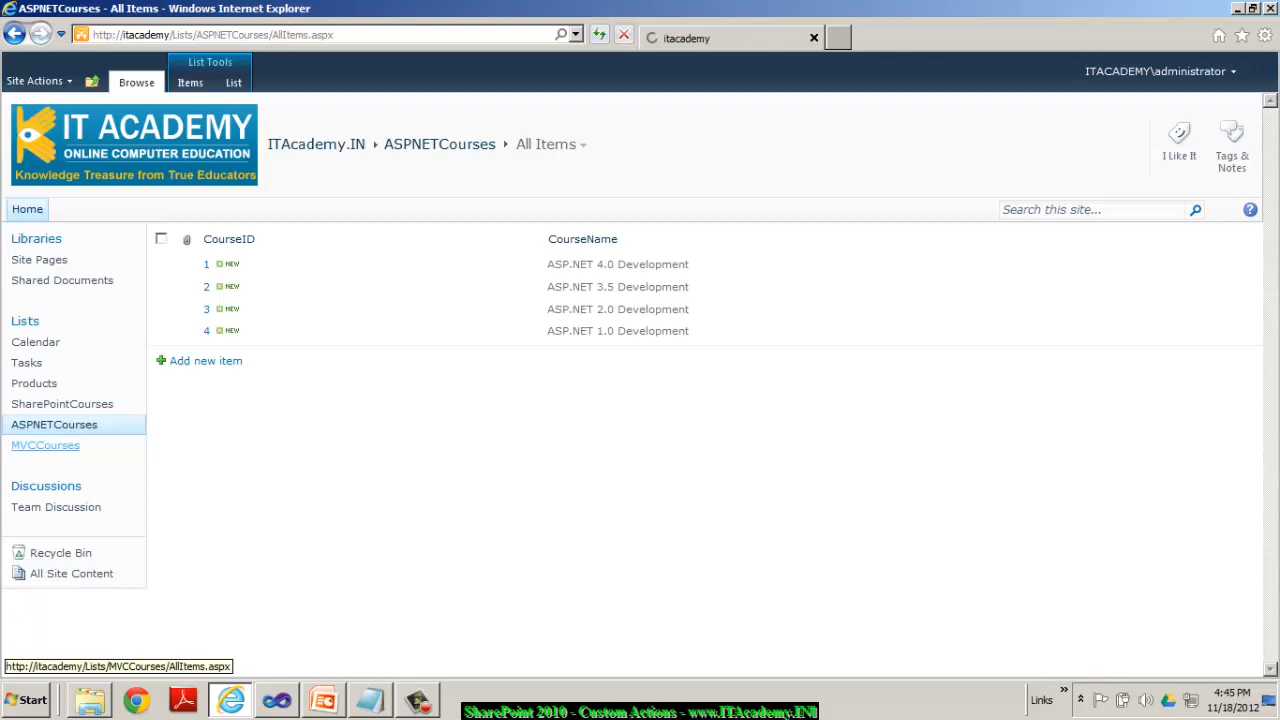 ASPNETCourses - All Items - Windows Internet Explorer
http://itacademy/Lists/ASPNETCourses/AllItems.aspx
itacademy
List Tools
Site Actions
Browse
Items
List
ITACADEMY\administrator
IT ACADEMY
ONLINE COMPUTER EDUCATION
Knowledge Treasure from True Educators
ITAcademy.IN
ASPNETCourses
All Items
I Like It
Tags &
Notes
Home
Search this site...
Libraries
Site Pages
Shared Documents
Lists
Calendar
Tasks
Products
SharePointCourses
ASPNETCourses
MVCCourses
Discussions
Team Discussion
Recycle Bin
All Site Content
CourseID CourseName
1 NEW ASP.NET 4.0 Development
2 NEW ASP.NET 3.5 Development
3 NEW ASP.NET 2.0 Development
4 NEW ASP.NET 1.0 Development
Add new item
http://itacademy/Lists/MVCCourses/AllItems.aspx
Start
Links
4:45 PM
11/18/2012
SharePoint 2010 - Custom Actions - www.ITAcademy.IN